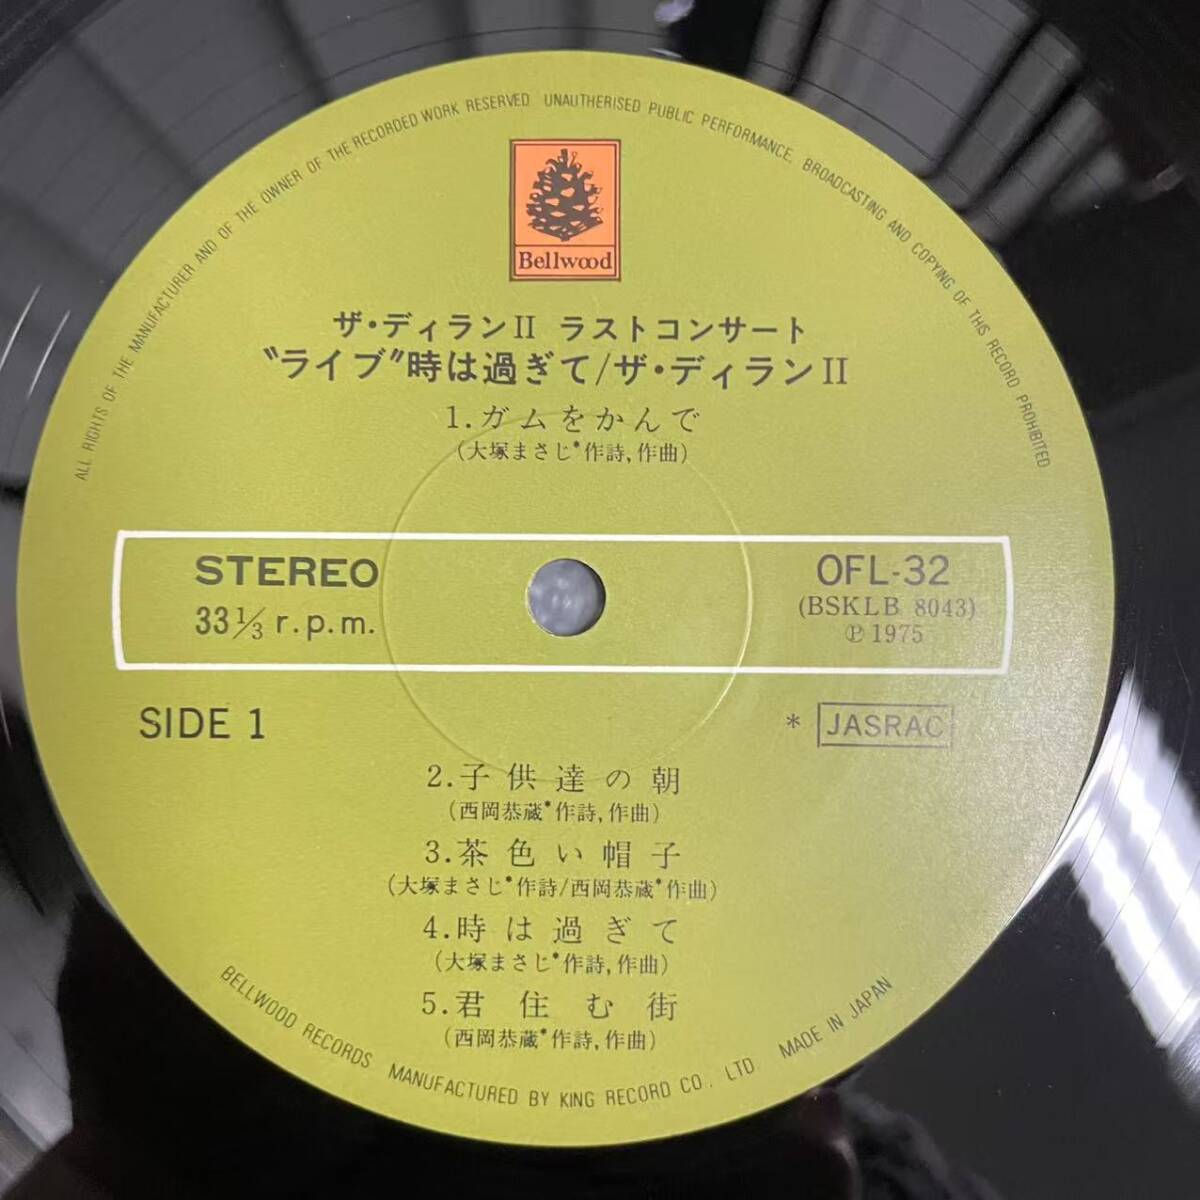 ALL RIGHTS OF THE MANUFACTURER AND OF THE OWNER OF THE RECORDED WORK RESERVED UNAUTHERISED PUBLIC PERFORMANCE, BROADCASTING AND COPYING OF THIS RECORD PROHIBITED
Bellwood
ザ・ディランII ラストコンサート
“ライブ”時は過ぎて/ザ・ディランII
1.ガムをかんで
(大塚まさじ*作詩,作曲)
STEREO
33 1/3 r.p.m.
OFL-32
(BSKLB 8043)
Ⓟ1975
SIDE 1
* JASRAC
2.子供達の朝
(西岡恭蔵*作詩,作曲)
3.茶色い帽子
(大塚まさじ*作詩/西岡恭蔵*作曲)
4.時は過ぎて
(大塚まさじ*作詩,作曲)
5.君住む街
(西岡恭蔵*作詩,作曲)
BELLWOOD RECORDS MANUFACTURED BY KING RECORD CO., LTD. MADE IN JAPAN